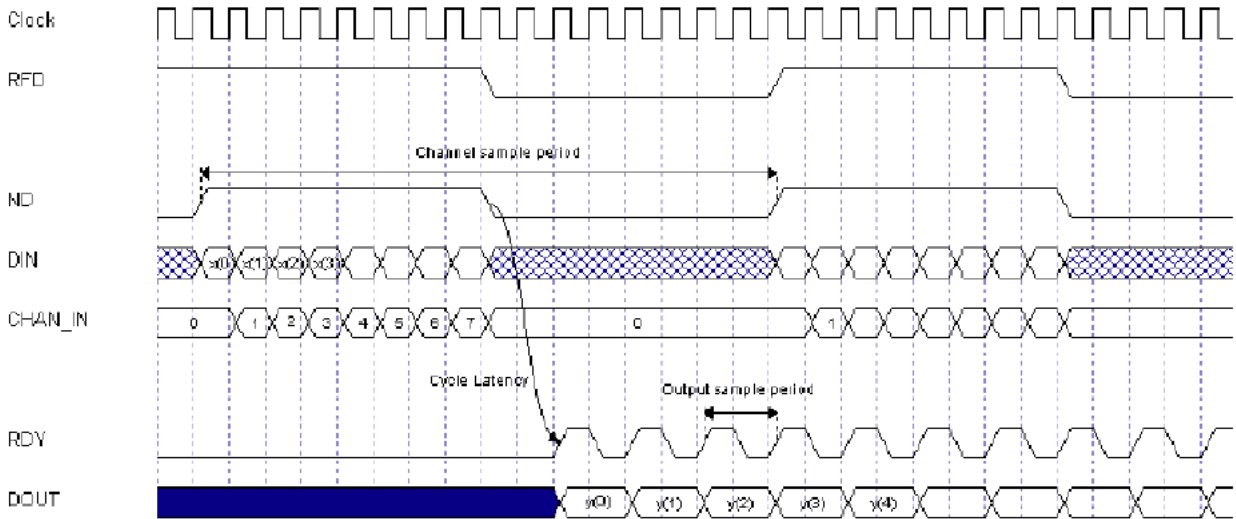 Clock
RFD
Channel sample period
ND
DIN
x(0) x(1) x(2) x(3)
CHAN_IN
0 1 2 3 4 5 6 7 0 1
Cycle Latency
Output sample period
RDY
DOUT
y(0) y(1) y(2) y(3) y(4)